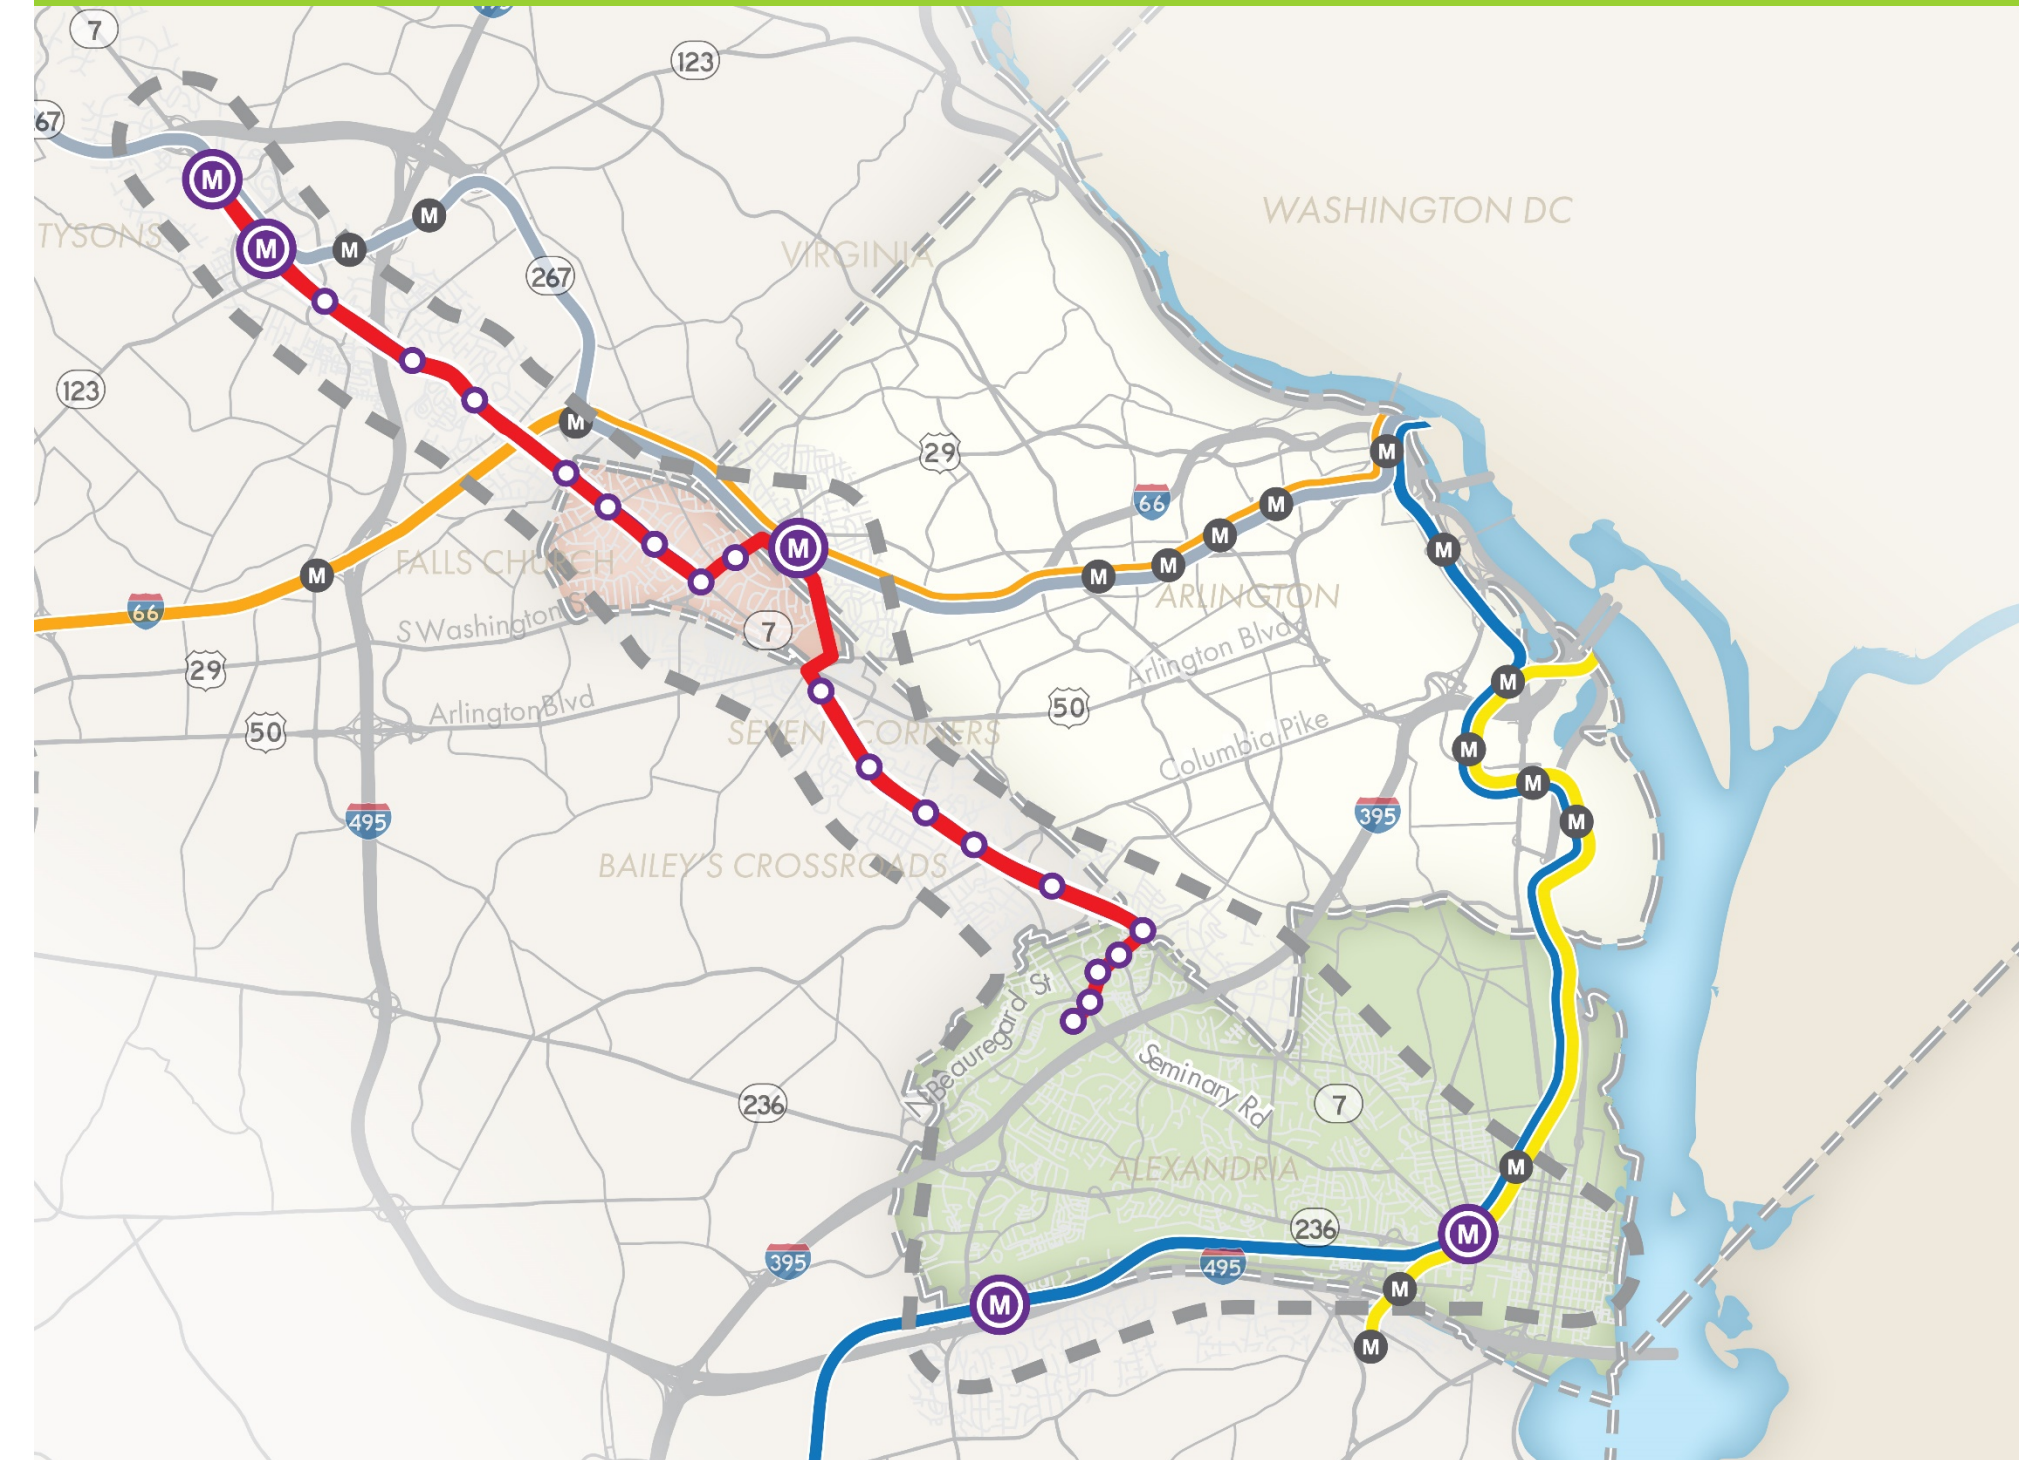 7
123
67
M
M
M
M
TYSONS
WASHINGTON DC
VIRGINIA
267
123
M
29
M
66
M
M
M
M
M
M
M
FALLS CHURCH
M
66
ARLINGTON
S Washington St
7
29
Arlington Blvd
M
Arlington Blvd
50
50
SEVEN CORNERS
Columbia Pike
M
M
M
395
495
BAILEY'S CROSSROADS
N Beauregard St
Seminary Rd
236
7
ALEXANDRIA
M
236
M
395
495
M
M
M